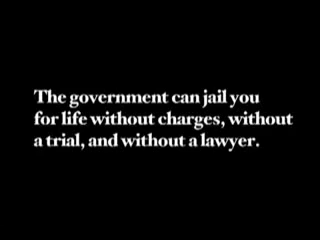 The government can jail you
for life without charges, without
a trial, and without a lawyer.